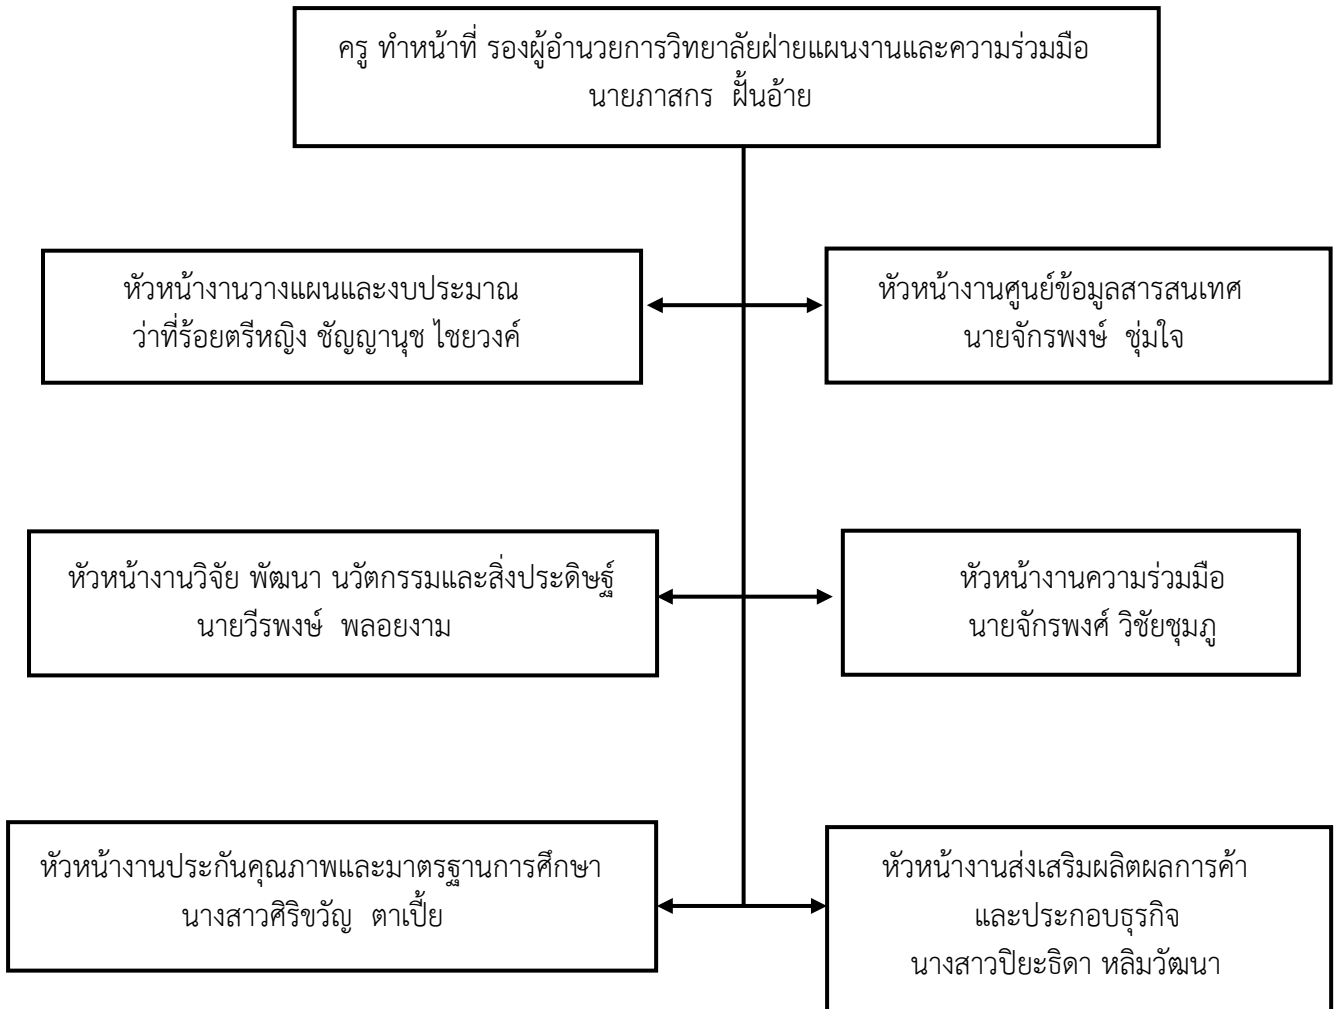 ครู ทำหน้าที่ รองผู้อำนวยการวิทยาลัยฝ่ายแผนงานและความร่วมมือ
นายภาสกร  ฝั้นอ้าย
หัวหน้างานวางแผนและงบประมาณ
ว่าที่ร้อยตรีหญิง ชัญญานุช ไชยวงค์
หัวหน้างานศูนย์ข้อมูลสารสนเทศ
นายจักรพงษ์  ชุ่มใจ
หัวหน้างานวิจัย พัฒนา นวัตกรรมและสิ่งประดิษฐ์
นายวีรพงษ์  พลอยงาม
หัวหน้างานความร่วมมือ
นายจักรพงศ์ วิชัยชุมภู
หัวหน้างานประกันคุณภาพและมาตรฐานการศึกษา
นางสาวศิริขวัญ  ตาเปี้ย
หัวหน้างานส่งเสริมผลิตผลการค้า
และประกอบธุรกิจ
นางสาวปิยะธิดา หลิมวัฒนา